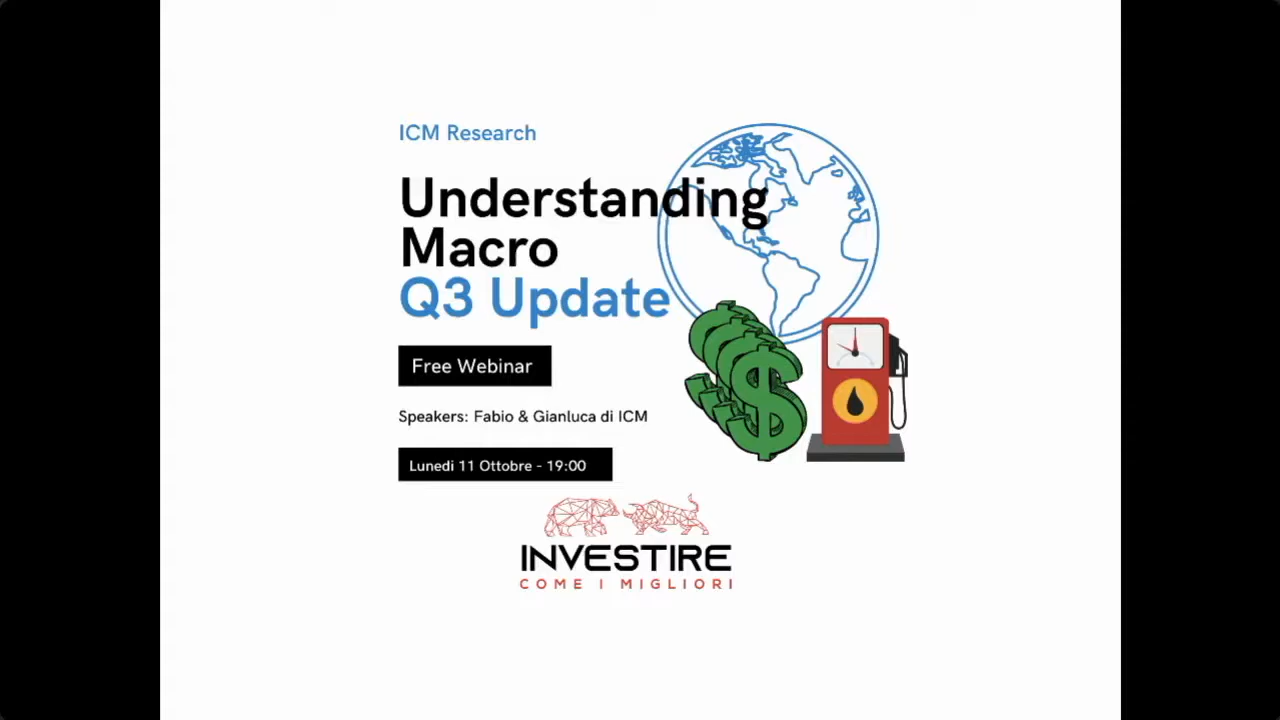 ICM Research
Understanding
Macro
Q3 Update
Free Webinar
Speakers: Fabio & Gianluca di ICM
Lunedi 11 Ottobre - 19:00
INVESTIRE
COME I MIGLIORI